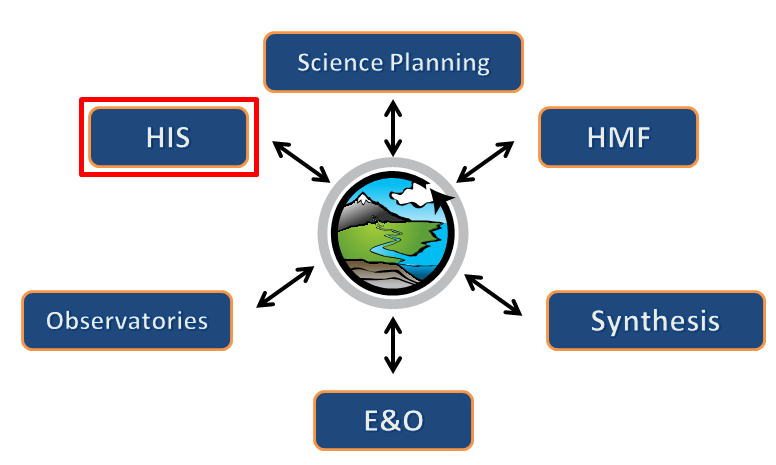 Science Planning
HIS
HMF
Observatories
Synthesis
E&O